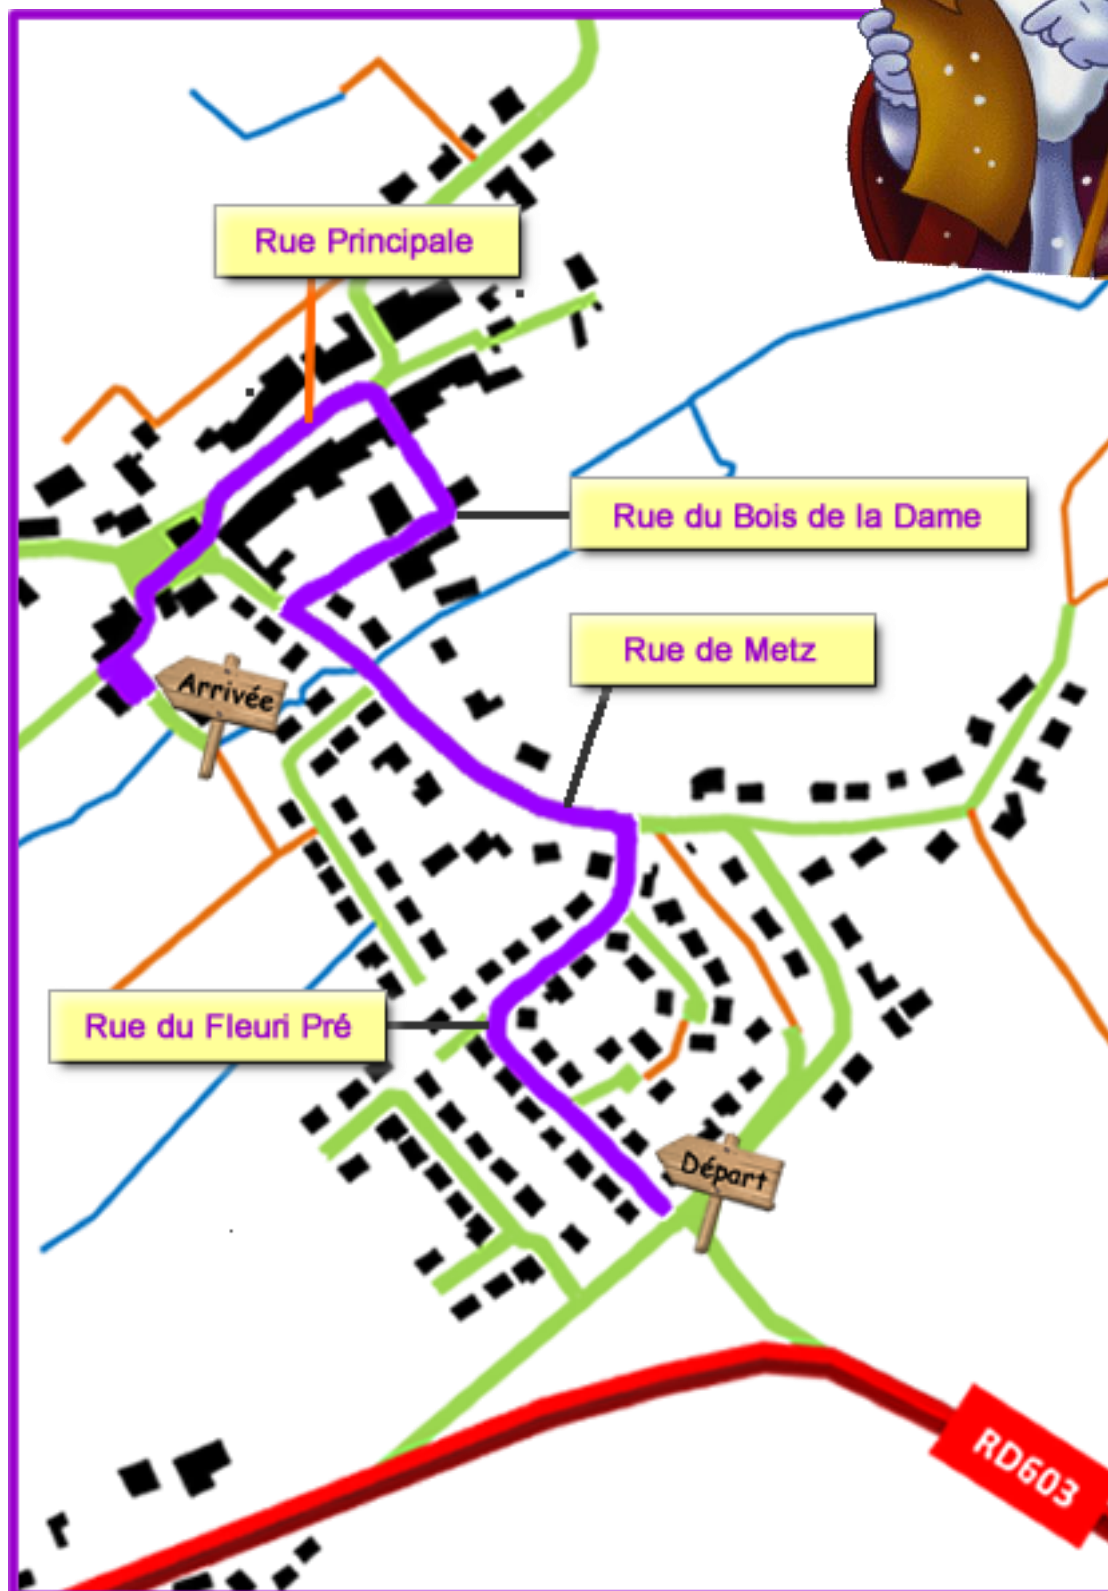 Rue Principale
Rue du Bois de la Dame
Rue de Metz
Arrivée
Rue du Fleuri Pré
Départ
RD603